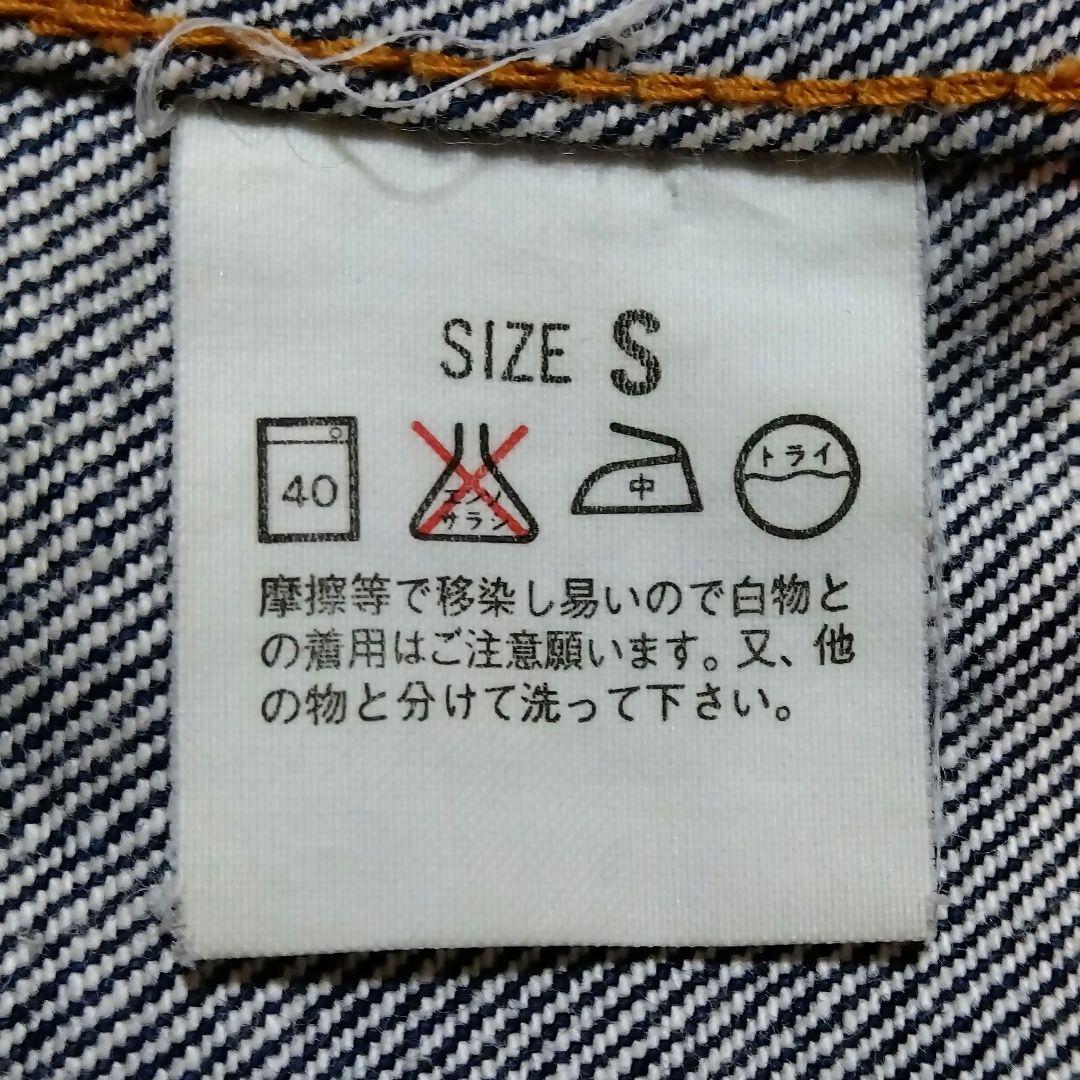 SIZE S
40
エンソ
サラシ
中
ドライ
摩擦等で移染し易いので白物と
の着用はご注意願います。又、他
の物と分けて洗って下さい。